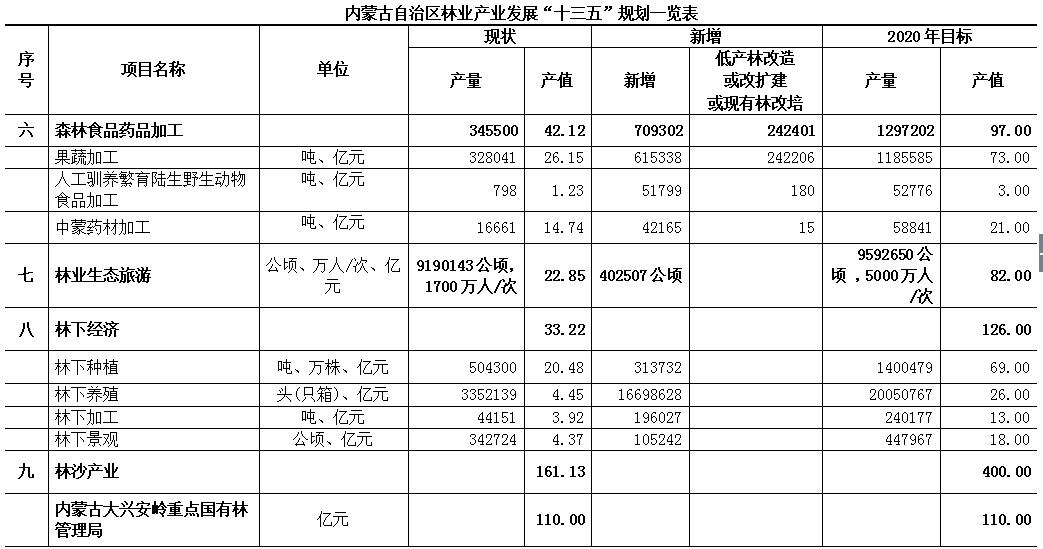 内蒙古自治区林业产业发展“十三五”规划一览表
序号 项目名称 单位 现状 新增 2020年目标
产量 产值 新增 低产林改造或改扩建或现有林改培 产量 产值
六 森林食品药品加工 345500 42.12 709302 242401 1297202 97.00
果蔬加工 吨、亿元 328041 26.15 615338 242206 1185585 73.00
人工驯养繁育陆生野生动物食品加工 吨、亿元 798 1.23 51799 180 52776 3.00
中蒙药材加工 吨、亿元 16661 14.74 42165 15 58841 21.00
七 林业生态旅游 公顷、万人/次、亿元 9190143公顷，1700万人/次 22.85 402507公顷 9592650公顷，5000万人/次 82.00
八 林下经济 33.22 126.00
林下种植 吨、万株、亿元 504300 20.48 313732 1400479 69.00
林下养殖 头(只箱)、亿元 3352139 4.45 16698628 20050767 26.00
林下加工 吨、亿元 44151 3.92 196027 240177 13.00
林下景观 公顷、亿元 342724 4.37 105242 447967 18.00
九 林沙产业 161.13 400.00
内蒙古大兴安岭重点国有林管理局 亿元 110.00 110.00